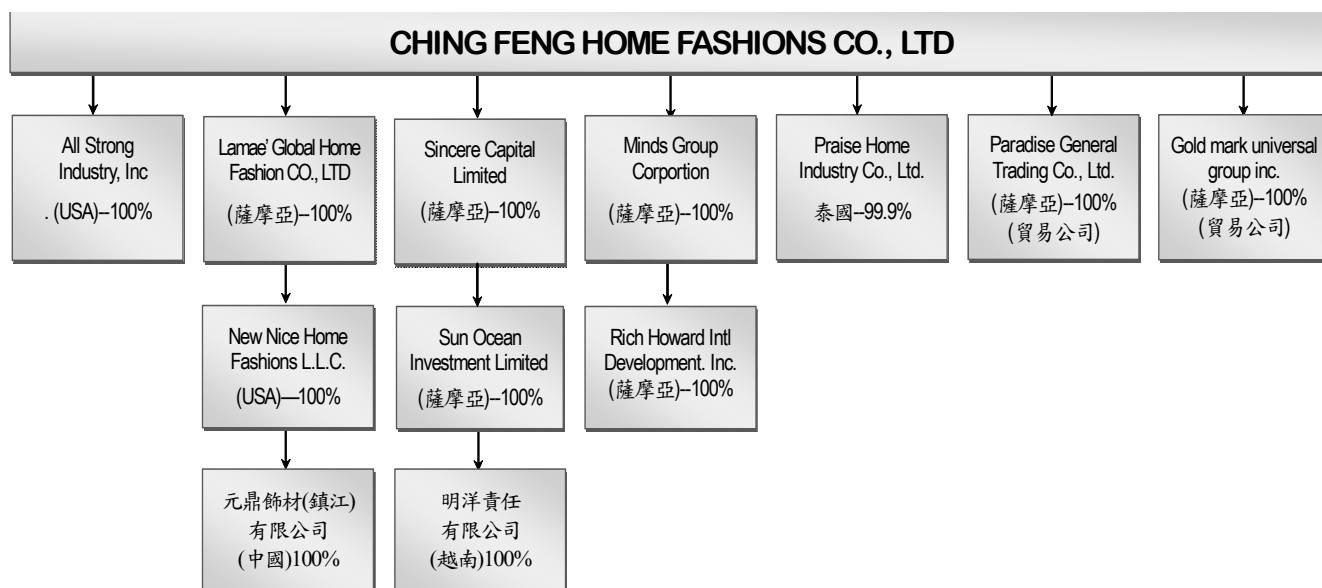 CHING FENG HOME FASHIONS CO., LTD
All Strong
Industry, Inc
. (USA)--100%
Lamae' Global Home
Fashion CO., LTD
(薩摩亞)--100%
Sincere Capital
Limited
(薩摩亞)--100%
Minds Group
Corportion
(薩摩亞)--100%
Praise Home
Industry Co., Ltd.
泰國--99.9%
Paradise General
Trading Co., Ltd.
(薩摩亞)--100%
(貿易公司)
Gold mark universal
group inc.
(薩摩亞)--100%
(貿易公司)
New Nice Home
Fashions L.L.C.
(USA)—100%
Sun Ocean
Investment Limited
(薩摩亞)--100%
Rich Howard Intl
Development. Inc.
(薩摩亞)--100%
元鼎飾材(鎮江)
有限公司
(中國)100%
明洋責任
有限公司
(越南)100%